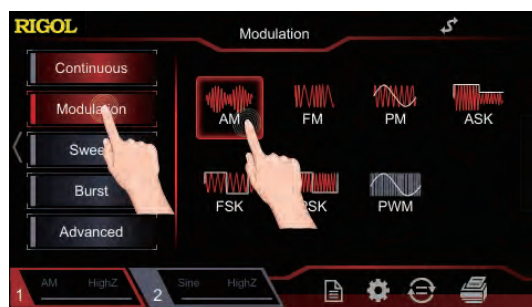 RIGOL
Modulation
Continuous
Modulation
Sweep
Burst
Advanced
AM
FM
PM
ASK
FSK
PSK
PWM
1
AM HighZ
2
Sine HighZ